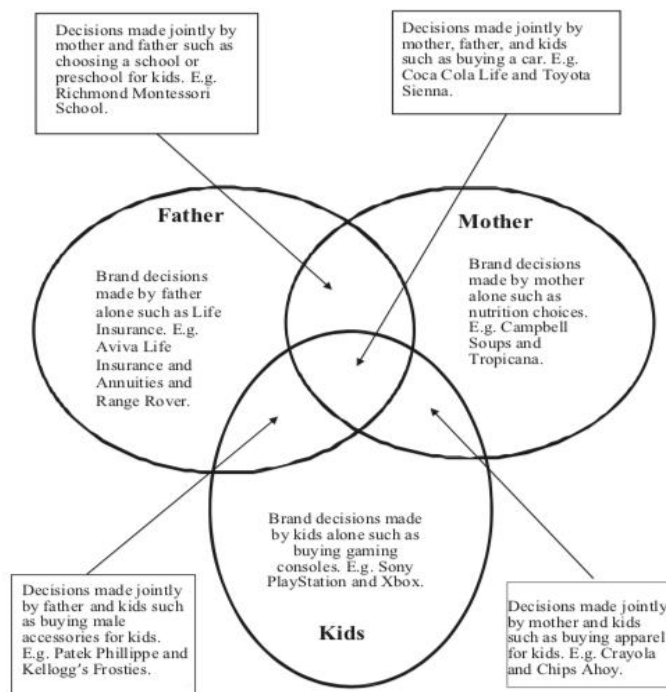 Decisions made jointly by
mother and father such as
choosing a school or
preschool for kids. E.g.
Richmond Montessori
School.
Decisions made jointly by
mother, father, and kids
such as buying a car. E.g.
Coca Cola Life and Toyota
Sienna.
Father
Mother
Brand decisions
made by father
alone such as Life
Insurance. E.g.
Aviva Life
Insurance and
Annuities and
Range Rover.
Brand decisions
made by mother
alone such as
nutrition choices.
E.g. Campbell
Soups and
Tropicana.
Brand decisions made
by kids alone such as
buying gaming
consoles. E.g. Sony
PlayStation and Xbox.
Kids
Decisions made jointly
by father and kids such
as buying male
accessories for kids.
E.g. Patek Phillippe and
Kellogg's Frosties.
Decisions made jointly
by mother and kids
such as buying apparel
for kids. E.g. Crayola
and Chips Ahoy.